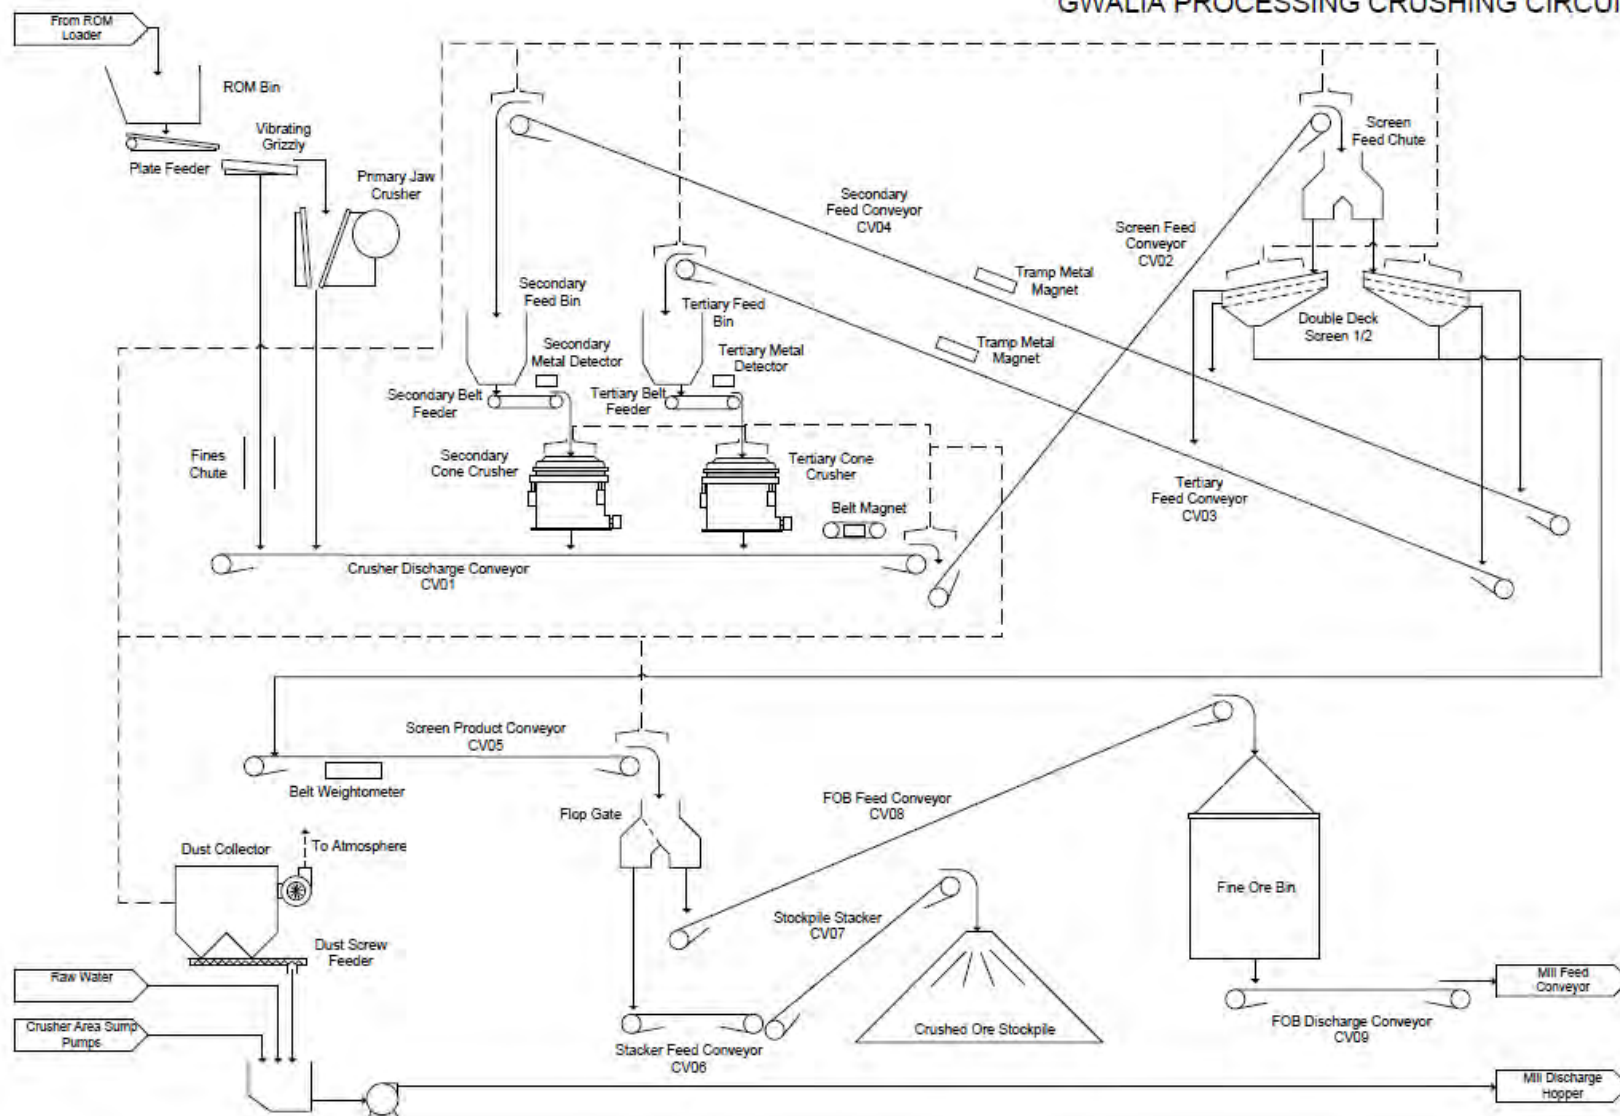 GWALIA PROCESSING CRUSHING CIRCUI
From ROM
Loader
ROM Bin
Vibrating
Grizzly
Plate Feeder
Primary Jaw
Crusher
Screen
Feed Chute
Secondary
Feed Conveyor
CV04
Screen Feed
Conveyor
CV02
Tramp Metal
Magnet
Secondary
Feed Bin
Tertiary Feed
Bin
Double Deck
Screen 1/2
Tramp Metal
Magnet
Secondary
Metal Detector
Tertiary Metal
Detector
Secondary Belt
Feeder
Tertiary Belt
Feeder
Fines
Chute
Secondary
Cone Crusher
Tertiary Cone
Crusher
Belt Magnet
Tertiary
Feed Conveyor
CV03
Crusher Discharge Conveyor
CV01
Screen Product Conveyor
CV05
Belt Weightometer
FOB Feed Conveyor
CV08
Flop Gate
Dust Collector
To Atmosphere
Fine Ore Bin
Stockpile Stacker
CV07
Dust Screw
Feeder
Raw Water
Mill Feed
Conveyor
Crusher Area Sump
Pumps
Crushed Ore Stockpile
FOB Discharge Conveyor
CV09
Stacker Feed Conveyor
CV06
Mill Discharge
Hopper